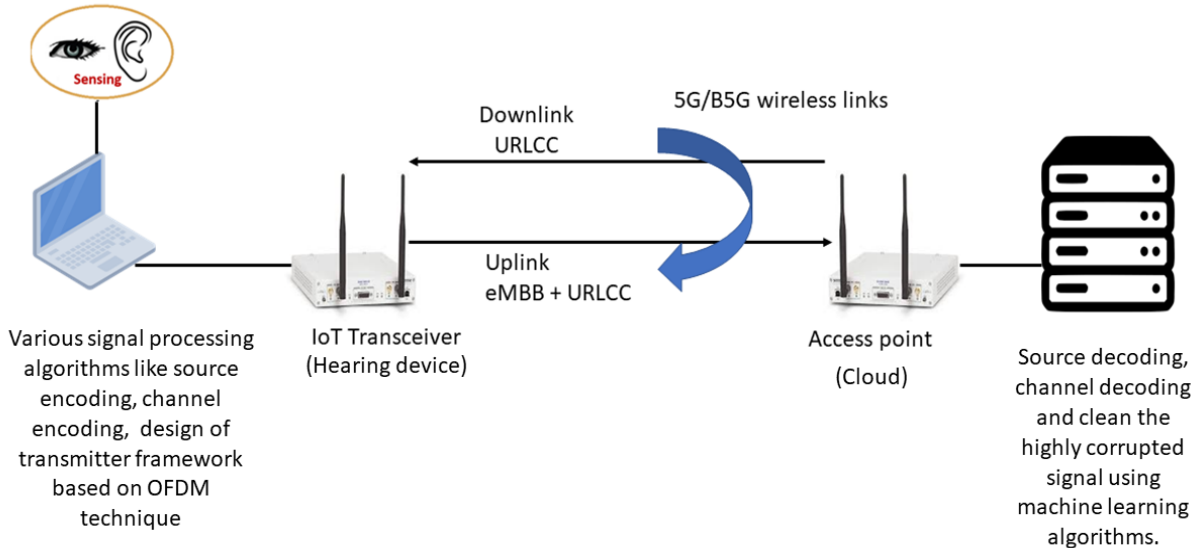 Sensing
Downlink
URLCC
5G/B5G wireless links
Uplink
eMBB + URLCC
Various signal processing
algorithms like source
encoding, channel
encoding, design of
transmitter framework
based on OFDM
technique
IoT Transceiver
(Hearing device)
Access point
(Cloud)
Source decoding,
channel decoding
and clean the
highly corrupted
signal using
machine learning
algorithms.